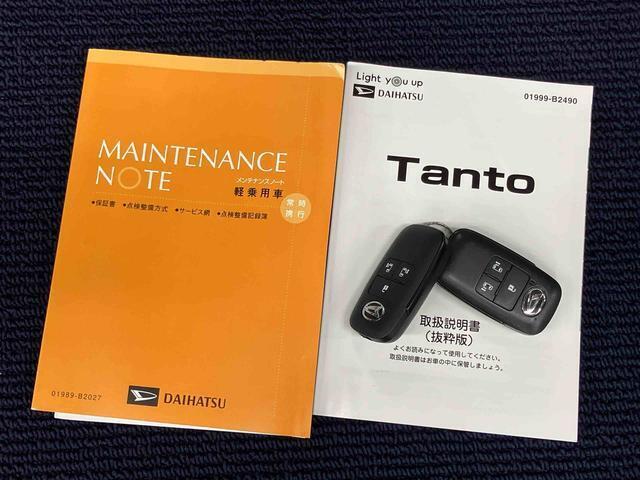 MAINTENANCE
NOTE
メンテナンスノート
軽乗用車
●保証書 ●点検整備方式 ●サービス網 ●点検整備記録簿
常時
携行
01989-B2027
DAIHATSU
Light you up
DAIHATSU
01999-B2490
Tanto
取扱説明書
（抜粋版）
よくお読みになって使用してください。
取扱説明書はお車の中に保管しましょう。